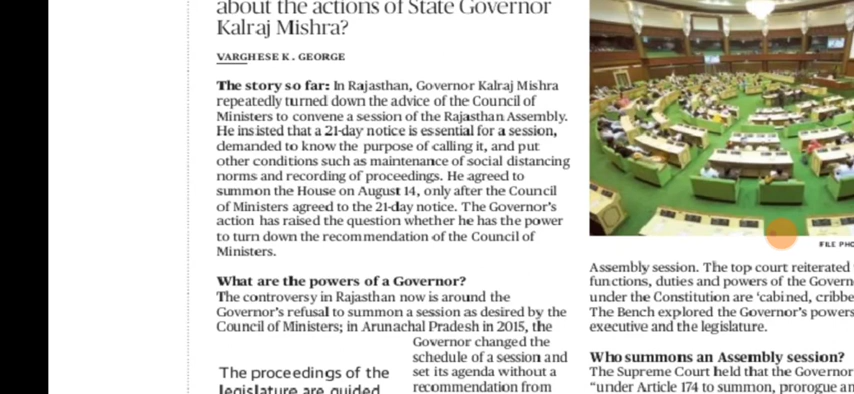 about the actions of State Governor
Kalraj Mishra?
VARGHESE K. GEORGE
The story so far: In Rajasthan, Governor Kalraj Mishra
repeatedly turned down the advice of the Council of
Ministers to convene a session of the Rajasthan Assembly.
He insisted that a 21-day notice is essential for a session,
demanded to know the purpose of calling it, and put
other conditions such as maintenance of social distancing
norms and recording of proceedings. He agreed to
summon the House on August 14, only after the Council
of Ministers agreed to the 21-day notice. The Governor's
action has raised the question whether he has the power
to turn down the recommendation of the Council of
Ministers.
What are the powers of a Governor?
The controversy in Rajasthan now is around the
Governor's refusal to summon a session as desired by the
Council of Ministers; in Arunachal Pradesh in 2015, the
Governor changed the
schedule of a session and
set its agenda without a
recommendation from
The proceedings of the
legislature are guided
FILE PHO
Assembly session. The top court reiterated
functions, duties and powers of the Govern
under the Constitution are 'cabined, cribbe
The Bench explored the Governor's powers
executive and the legislature.
Who summons an Assembly session?
The Supreme Court held that the Governor
"under Article 174 to summon, prorogue an